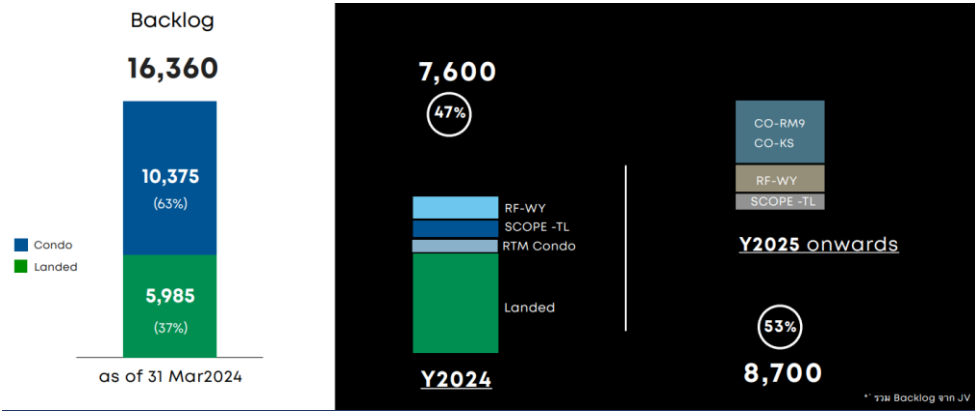 Backlog
16,360
10,375
(63%)
Condo
Landed
5,985
(37%)
as of 31 Mar2024
7,600
47%
RF-WY
SCOPE -TL
RTM Condo
Landed
Y2024
CO-RM9
CO-KS
RF-WY
SCOPE -TL
Y2025 onwards
53%
8,700
*` รวม Backlog จาก JV